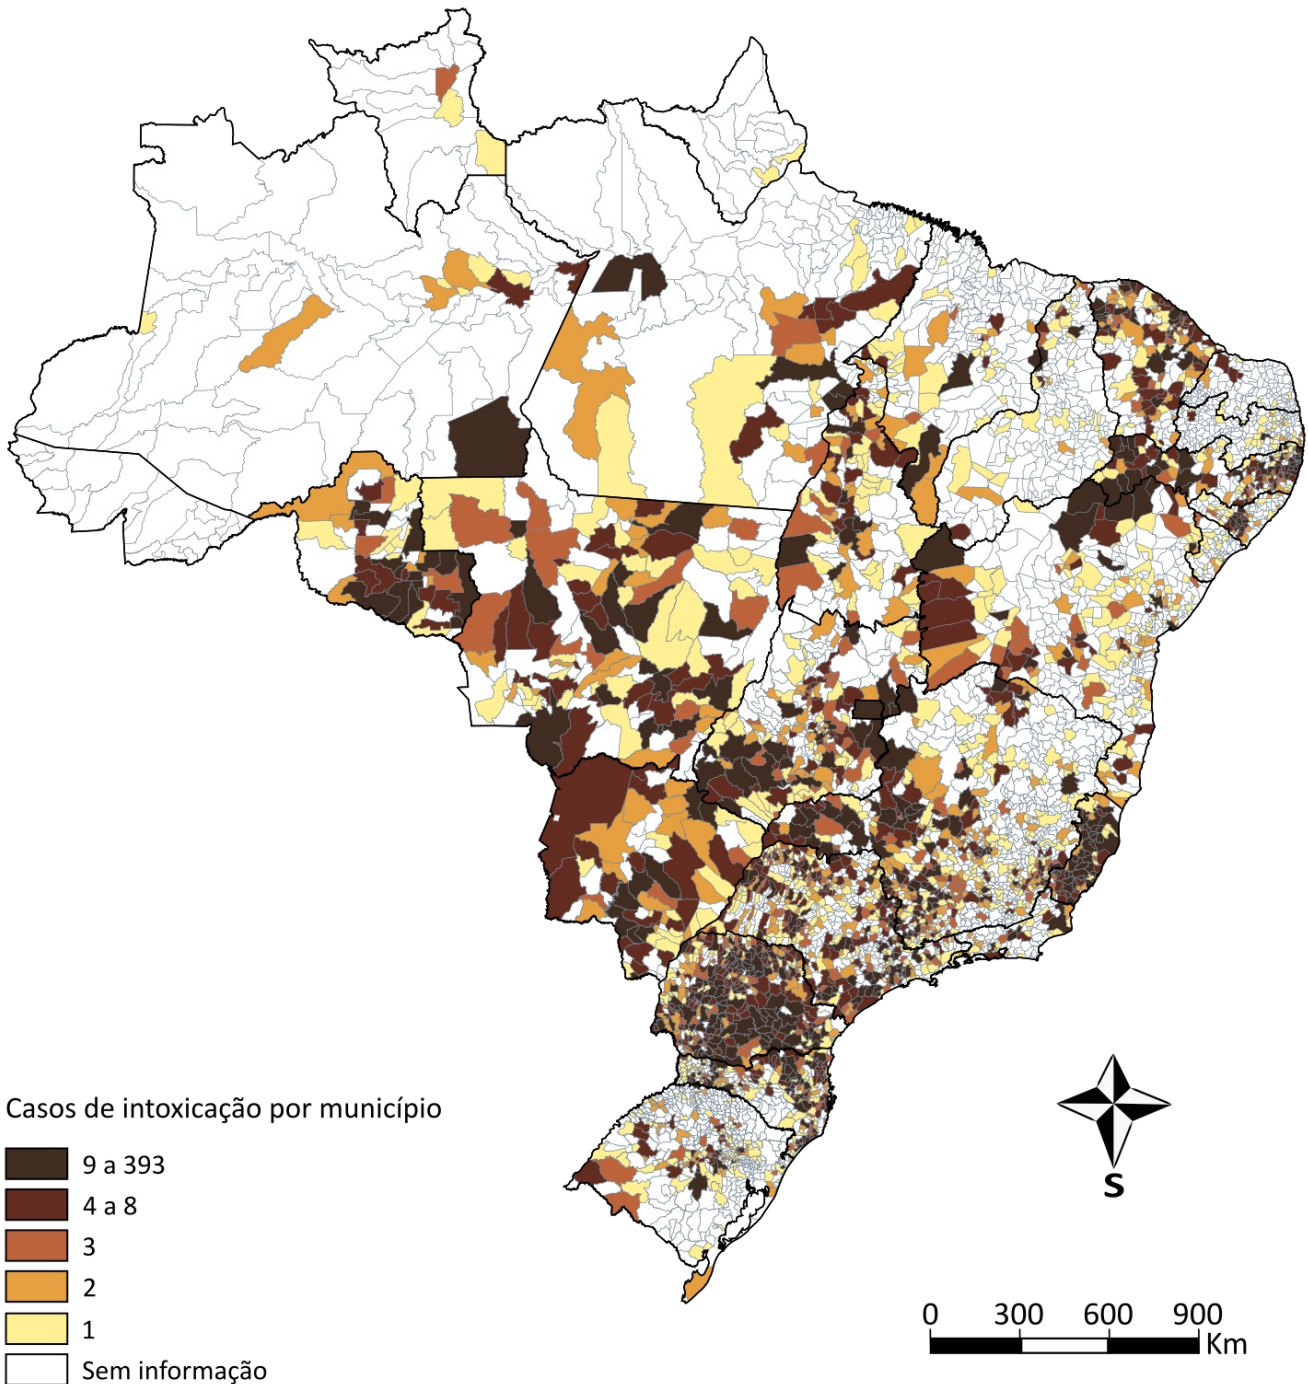 Casos de intoxicação por município
9 a 393
4 a 8
3
2
1
Sem informação
S
0 300 600 900
Km